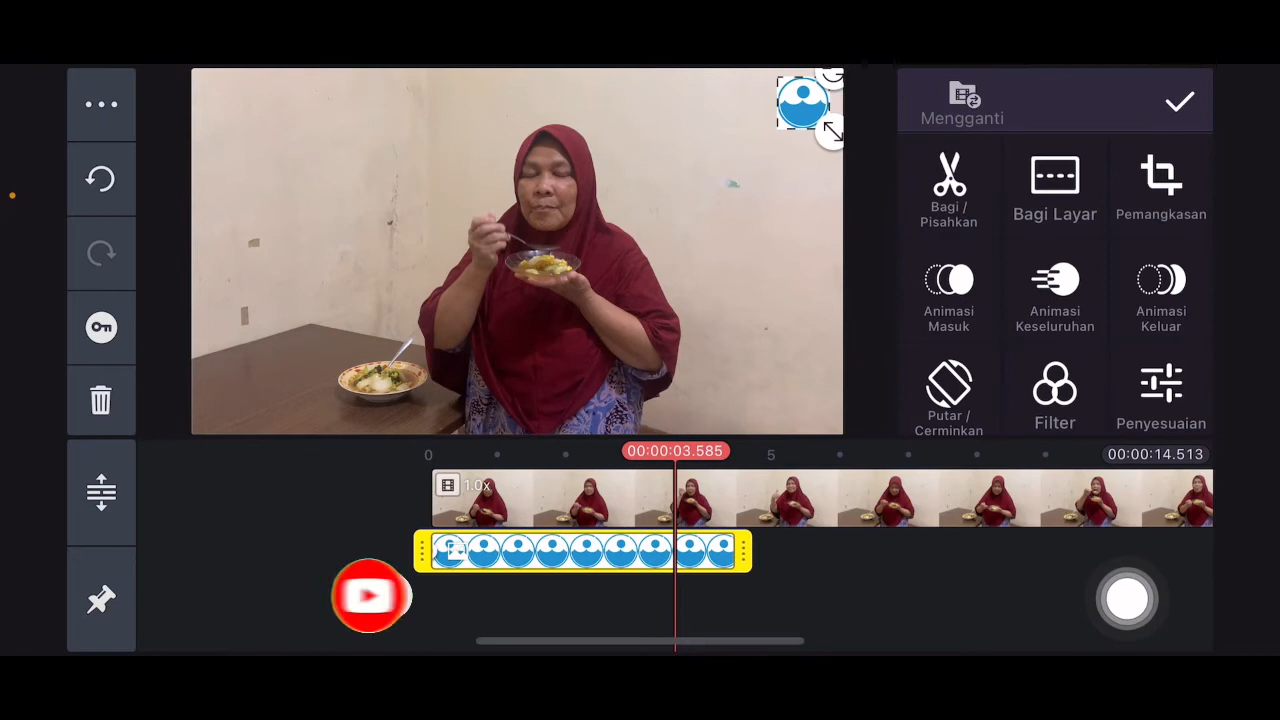 Mengganti
Bagi /
Pisahkan
Bagi Layar
Pemangkasan
Animasi
Masuk
Animasi
Keseluruhan
Animasi
Keluar
Putar /
Cerminkan
Filter
Penyesuaian
0
00:00:03.585
5
00:00:14.513
1.0x